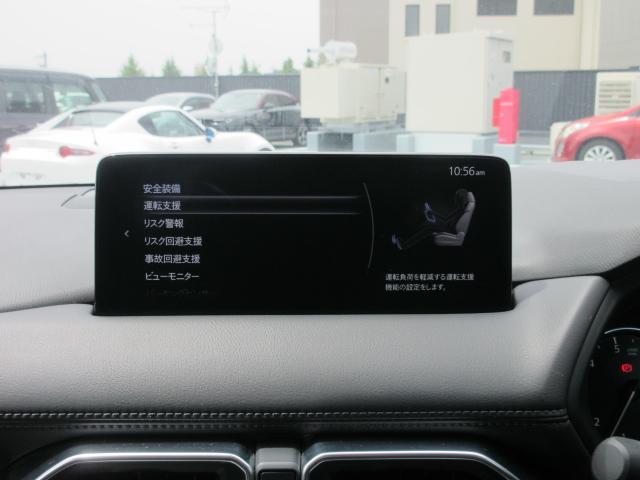 10:56am
安全装備
運転支援
リスク警報
リスク回避支援
事故回避支援
ビューモニター
運転負荷を軽減する運転支援
機能の設定をします。
5
4
2